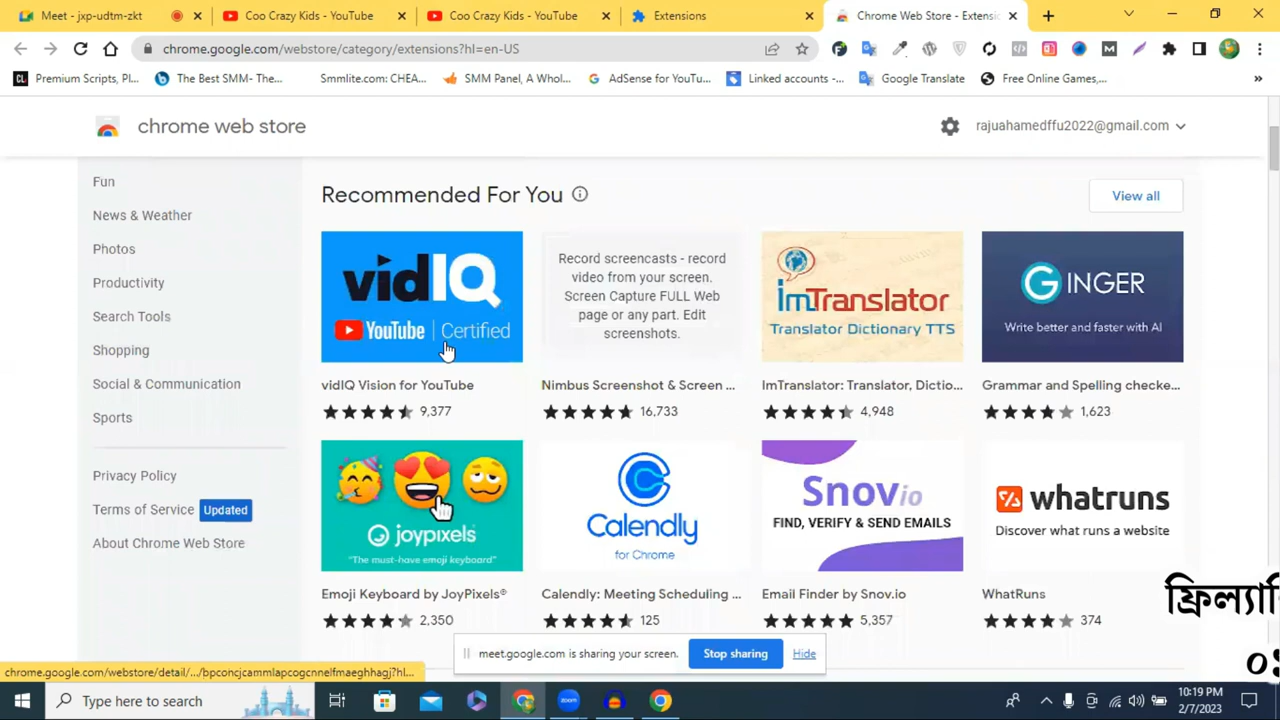 Meet - jxp-udtm-zkt
Coo Crazy Kids - YouTube
Coo Crazy Kids - YouTube
Extensions
Chrome Web Store - Extensi
chrome.google.com/webstore/category/extensions?hl=en-US
Premium Scripts, Pl...
The Best SMM- The...
Smmlite.com: CHEA...
SMM Panel, A Whol...
AdSense for YouTu...
Linked accounts -...
Google Translate
Free Online Games,...
chrome web store
rajuahamedffu2022@gmail.com
Fun
News & Weather
Photos
Productivity
Search Tools
Shopping
Social & Communication
Sports
Privacy Policy
Terms of Service Updated
About Chrome Web Store
Recommended For You
View all
vidIQ
YouTube | Certified
vidIQ Vision for YouTube
9,377
Record screencasts - record
video from your screen.
Screen Capture FULL Web
page or any part. Edit
screenshots.
Nimbus Screenshot & Screen ...
16,733
ImTranslator
Translator Dictionary TTS
ImTranslator: Translator, Dictio...
4,948
GINGER
Write better and faster with AI
Grammar and Spelling checke...
1,623
joypixels
"The must-have emoji keyboard"
Emoji Keyboard by JoyPixels®
2,350
Calendly
for Chrome
Calendly: Meeting Scheduling ...
125
Snovio
FIND, VERIFY & SEND EMAILS
Email Finder by Snov.io
5,357
whatruns
Discover what runs a website
WhatRuns
374
meet.google.com is sharing your screen.
Stop sharing
Hide
chrome.google.com/webstore/detail/.../bpconcjcammlapcogcnnelfmaeghhagj?hl...
Type here to search
10:19 PM
2/7/2023